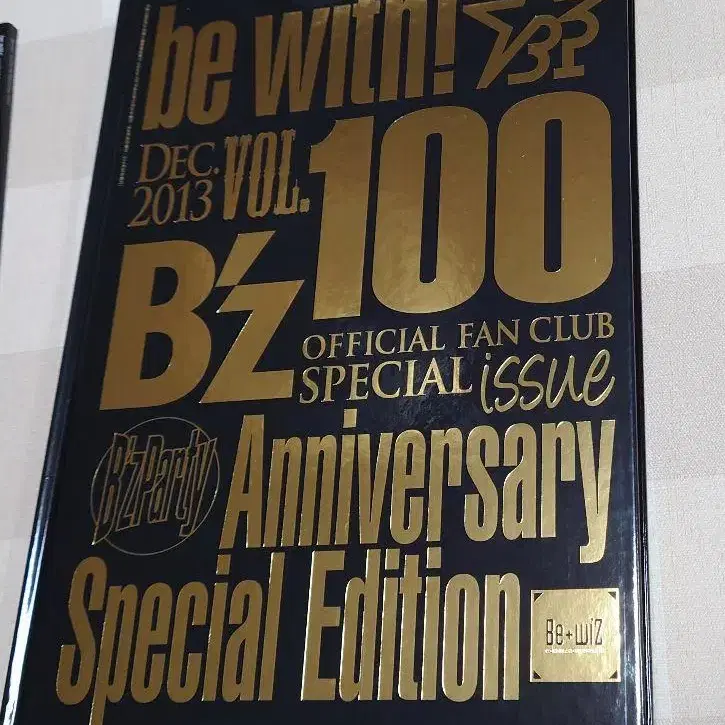 be with!
DEC.
2013
VOL.100
B'z
OFFICIAL FAN CLUB
SPECIAL issue
B'z Party
Anniversary
Special Edition
Be+wiz